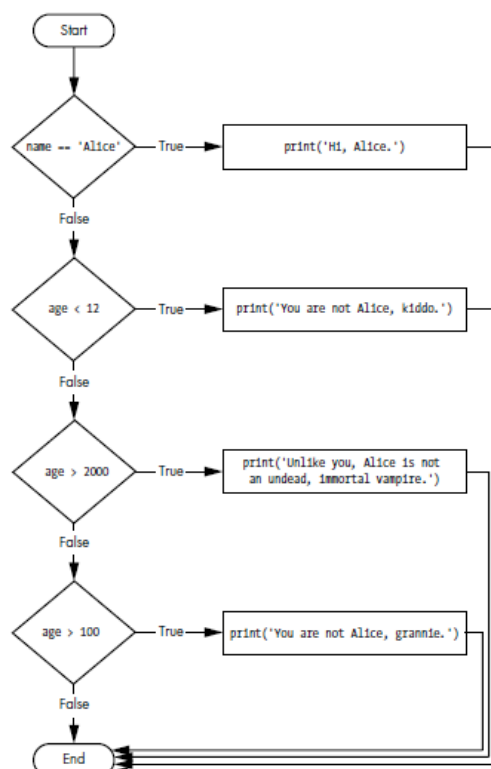 Start
name == 'Alice'
True
print('Hi, Alice.')
False
age < 12
True
print('You are not Alice, kiddo.')
False
age > 2000
True
print('Unlike you, Alice is not
an undead, immortal vampire.')
False
age > 100
True
print('You are not Alice, grannie.')
False
End